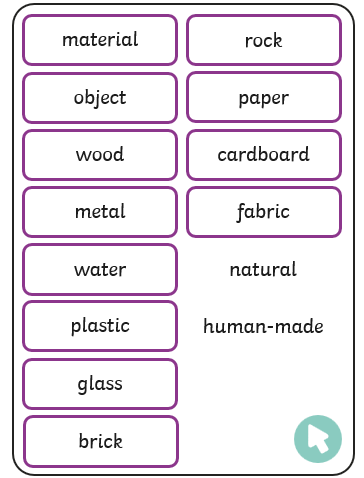 material
object
wood
metal
water
plastic
glass
brick
rock
paper
cardboard
fabric
natural
human-made